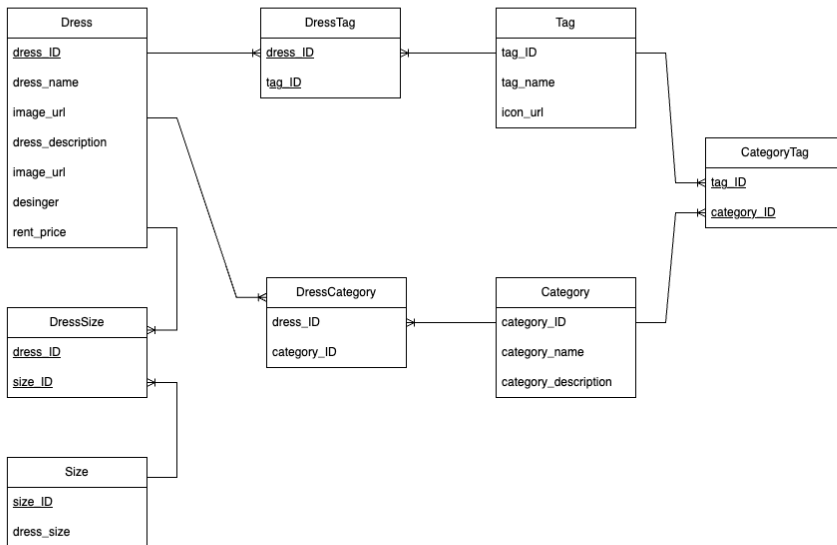 Dress
dress_ID
dress_name
image_url
dress_description
image_url
desinger
rent_price
DressTag
dress_ID
tag_ID
Tag
tag_ID
tag_name
icon_url
CategoryTag
tag_ID
category_ID
DressSize
dress_ID
size_ID
DressCategory
dress_ID
category_ID
Category
category_ID
category_name
category_description
Size
size_ID
dress_size